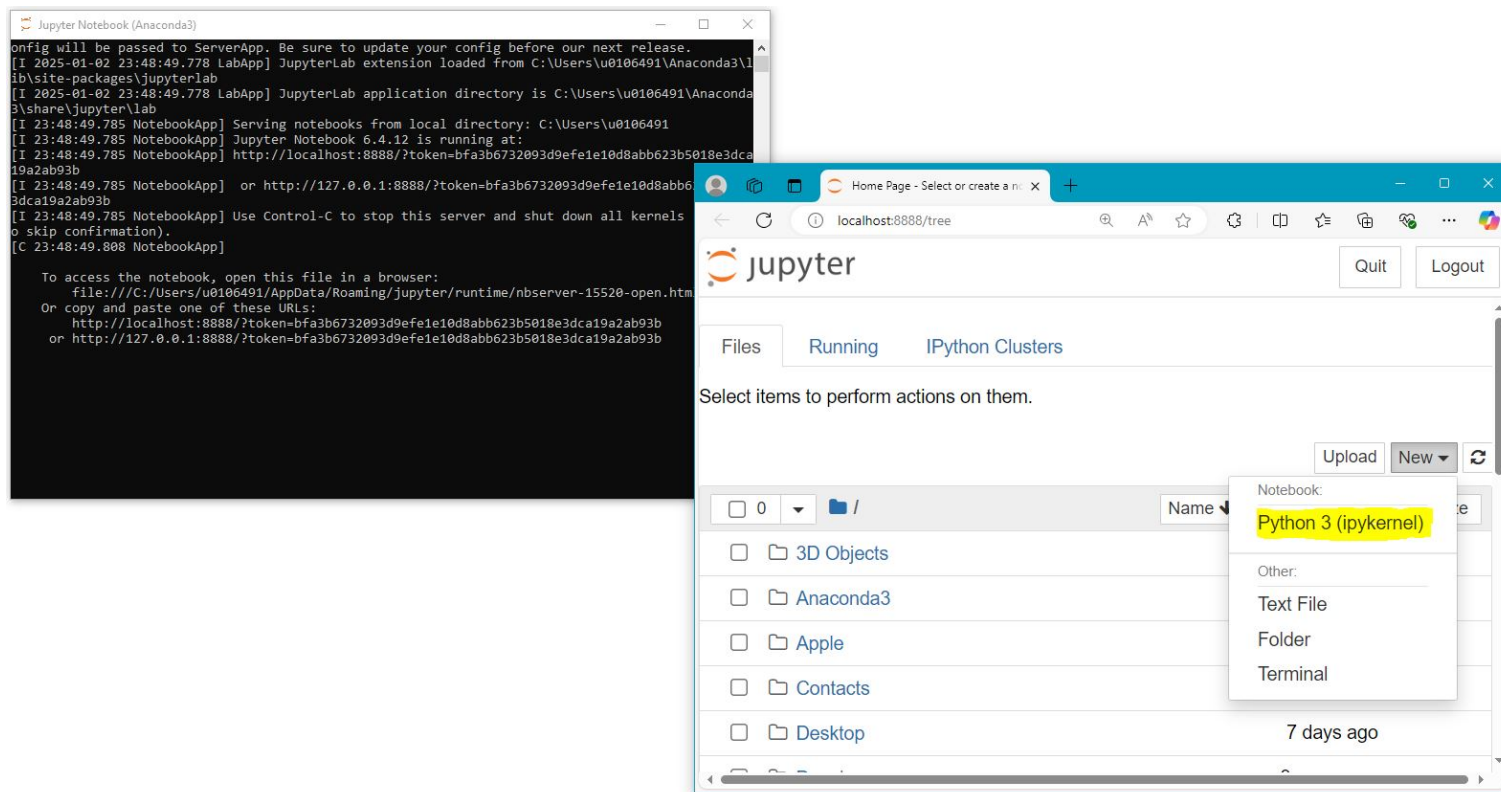 Jupyter Notebook (Anaconda3)
onfig will be passed to ServerApp. Be sure to update your config before our next release.
[I 2025-01-02 23:48:49.778 LabApp] JupyterLab extension loaded from C:\Users\u0106491\Anaconda3\l
ib\site-packages\jupyterlab
[I 2025-01-02 23:48:49.778 LabApp] JupyterLab application directory is C:\Users\u0106491\Anaconda
3\share\jupyter\lab
[I 23:48:49.785 NotebookApp] Serving notebooks from local directory: C:\Users\u0106491
[I 23:48:49.785 NotebookApp] Jupyter Notebook 6.4.12 is running at:
[I 23:48:49.785 NotebookApp] http://localhost:8888/?token=bfa3b6732093d9efe1e10d8abb623b5018e3dca
19a2ab93b
[I 23:48:49.785 NotebookApp]  or http://127.0.0.1:8888/?token=bfa3b6732093d9efe1e10d8abb6
3dca19a2ab93b
[I 23:48:49.785 NotebookApp] Use Control-C to stop this server and shut down all kernels
o skip confirmation).
[C 23:48:49.808 NotebookApp]
To access the notebook, open this file in a browser:
file:///C:/Users/u0106491/AppData/Roaming/jupyter/runtime/nbserver-15520-open.htm
Or copy and paste one of these URLs:
http://localhost:8888/?token=bfa3b6732093d9efe1e10d8abb623b5018e3dca19a2ab93b
or http://127.0.0.1:8888/?token=bfa3b6732093d9efe1e10d8abb623b5018e3dca19a2ab93b
Home Page - Select or create a no
localhost:8888/tree
jupyter
Quit Logout
Files Running IPython Clusters
Select items to perform actions on them.
Upload New
0 / Name
Notebook:
Python 3 (ipykernel)
Other:
Text File
Folder
Terminal
3D Objects
Anaconda3
Apple
Contacts
Desktop 7 days ago